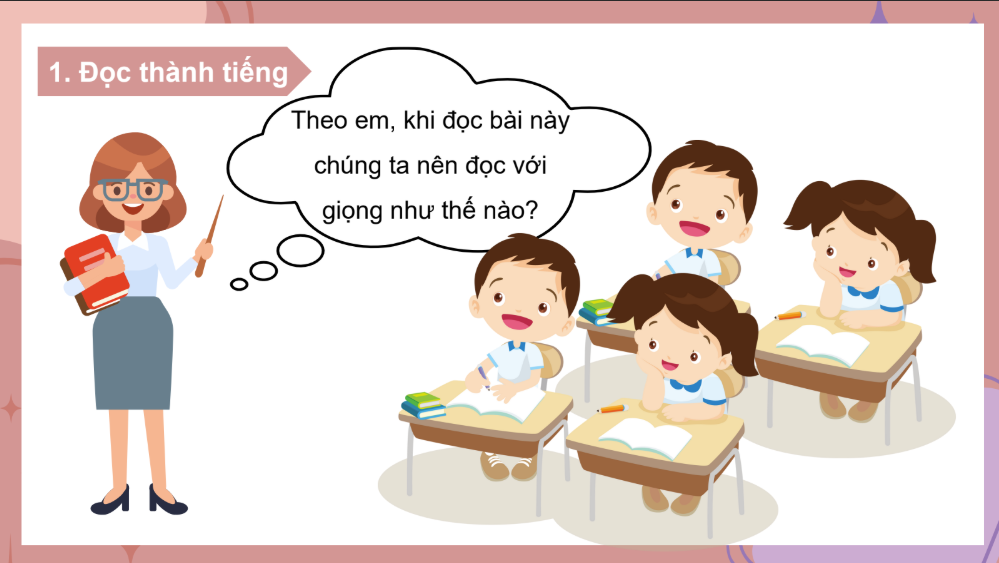 1. Đọc thành tiếng
Theo em, khi đọc bài này
chúng ta nên đọc với
giọng như thế nào?